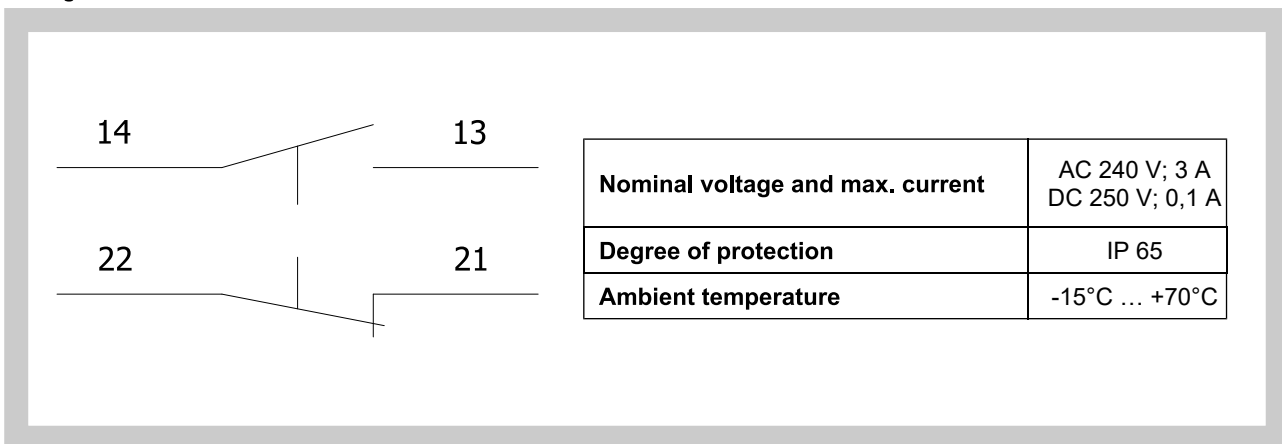 14
13
22
21
Nominal voltage and max. current
AC 240 V; 3 A
DC 250 V; 0,1 A
Degree of protection
IP 65
Ambient temperature
-15°C … +70°C